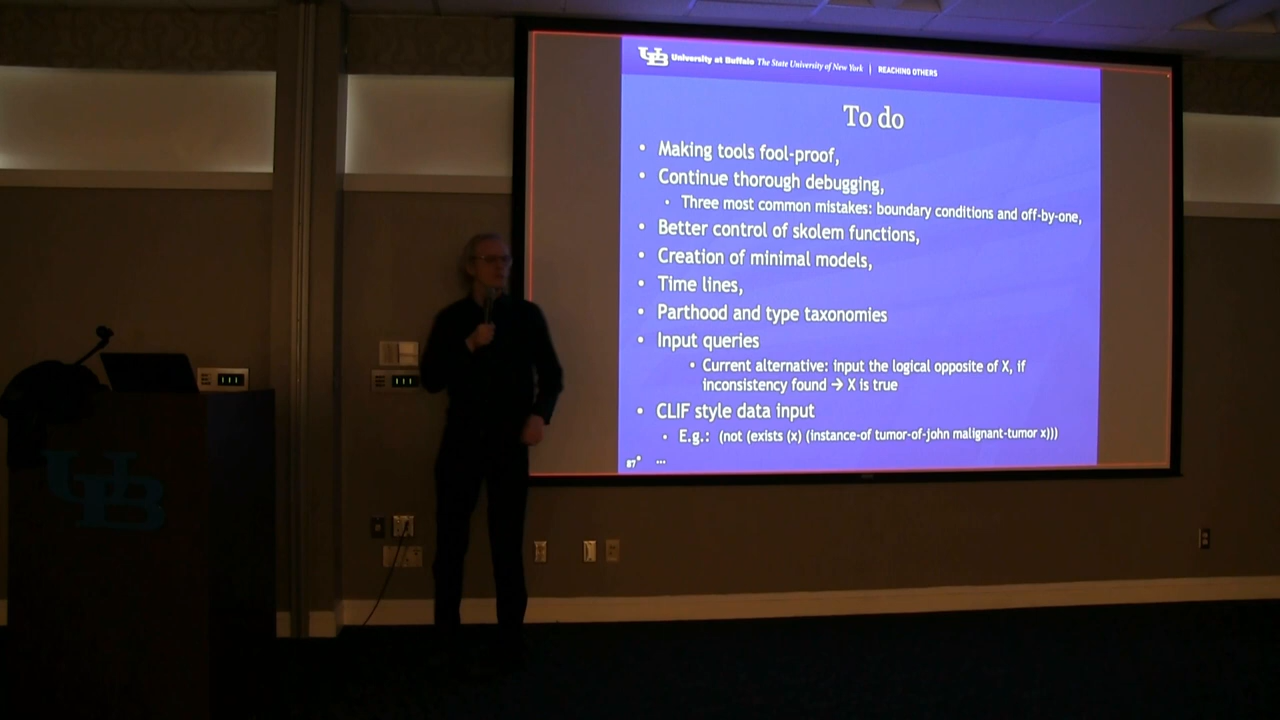 UB University at Buffalo The State University of New York | REACHING OTHERS
To do
• Making tools fool-proof,
• Continue thorough debugging,
• Three most common mistakes: boundary conditions and off-by-one,
• Better control of skolem functions,
• Creation of minimal models,
• Time lines,
• Parthood and type taxonomies
• Input queries
• Current alternative: input the logical opposite of X, if
inconsistency found → X is true
• CLIF style data input
• E.g.: (not (exists (x) (instance-of tumor-of-john malignant-tumor x)))
87 • ...
UB